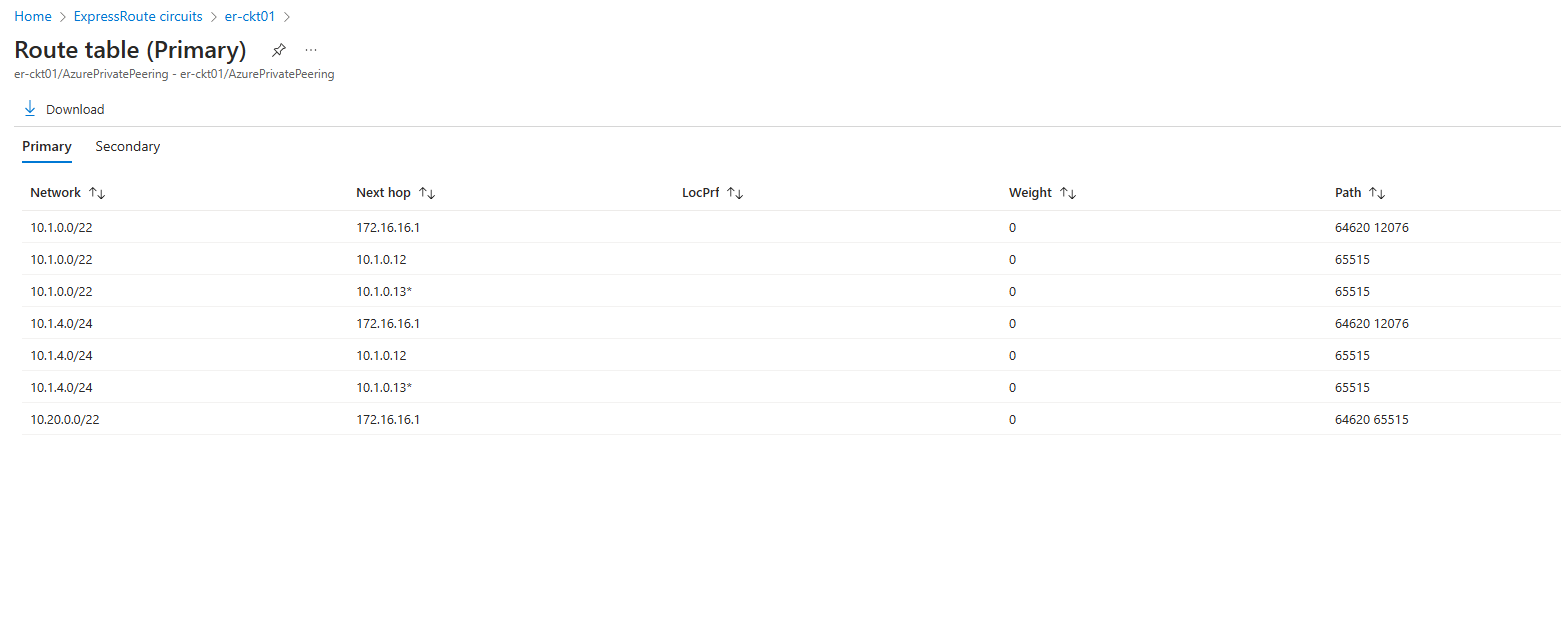 Home > ExpressRoute circuits > er-ckt01 >
Route table (Primary) ...
er-ckt01/AzurePrivatePeering - er-ckt01/AzurePrivatePeering
Download
Primary Secondary
Network ↑↓ Next hop ↑↓ LocPrf ↑↓ Weight ↑↓ Path ↑↓
10.1.0.0/22 172.16.16.1 0 64620 12076
10.1.0.0/22 10.1.0.12 0 65515
10.1.0.0/22 10.1.0.13* 0 65515
10.1.4.0/24 172.16.16.1 0 64620 12076
10.1.4.0/24 10.1.0.12 0 65515
10.1.4.0/24 10.1.0.13* 0 65515
10.20.0.0/22 172.16.16.1 0 64620 65515